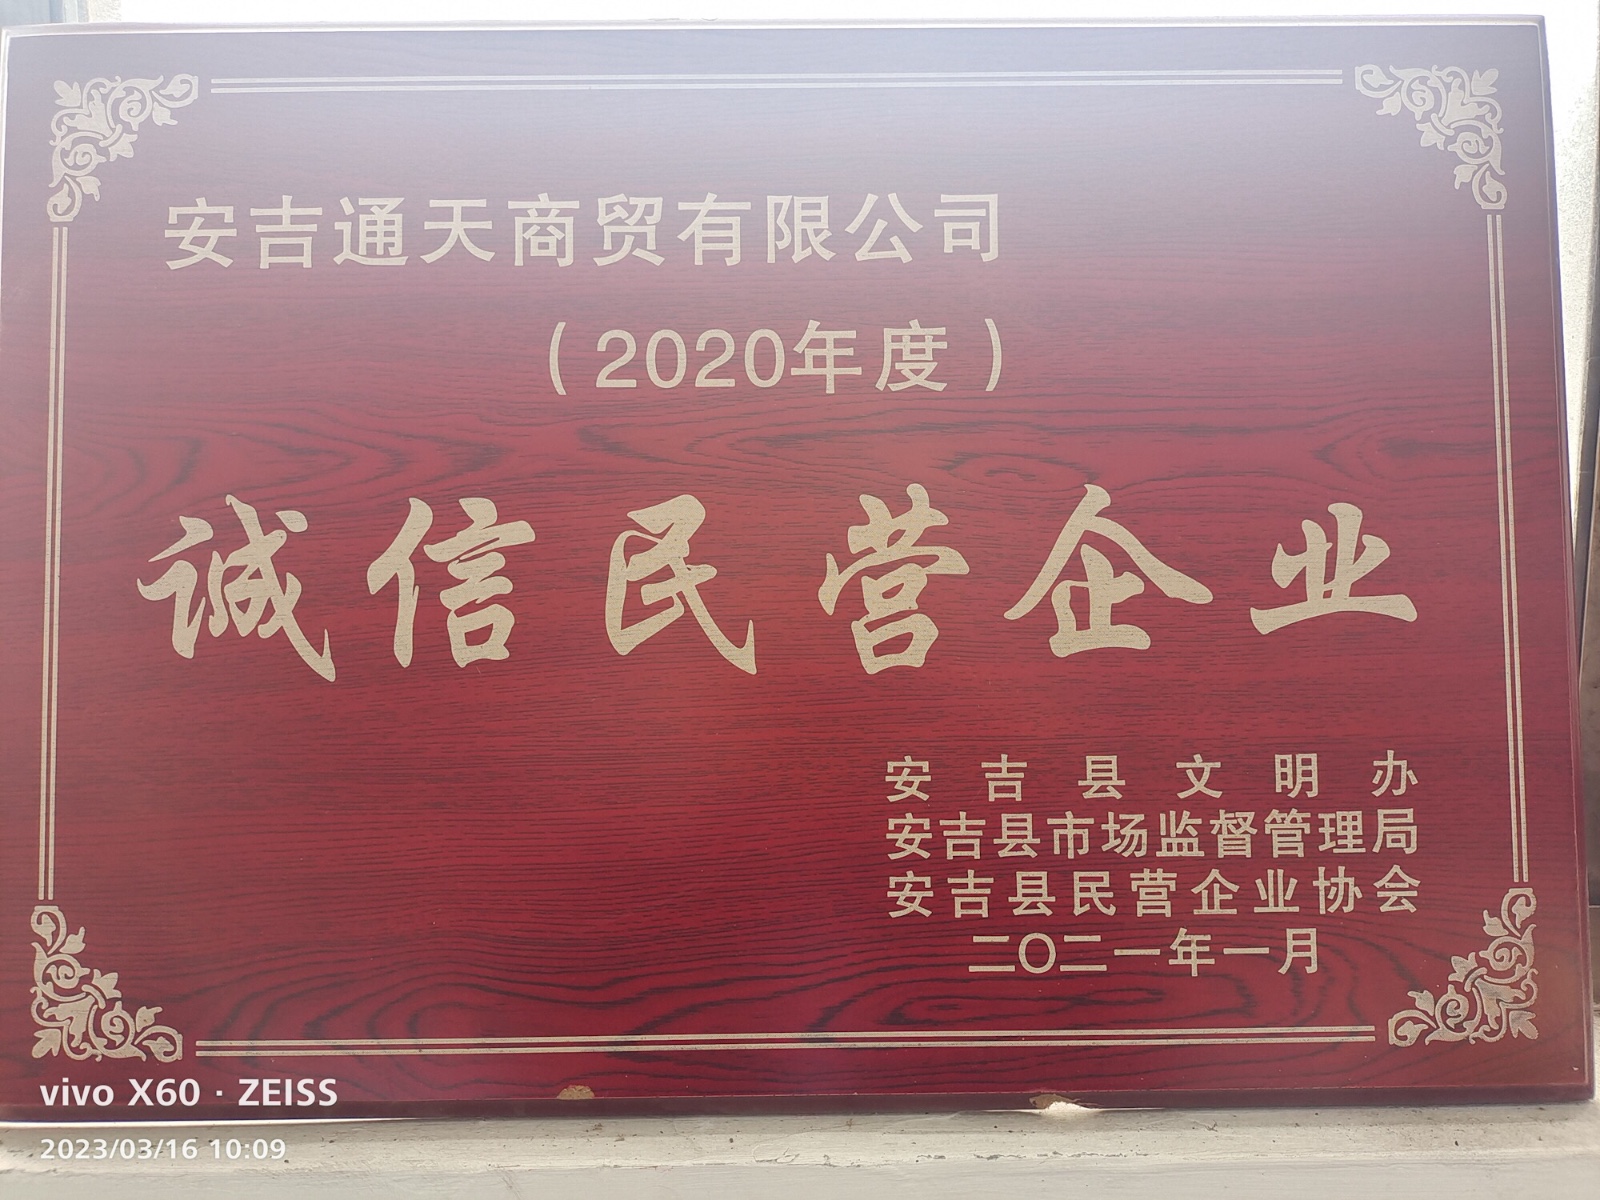 安吉通天商贸有限公司
（2020年度）
诚信民营企业
安吉县文明办
安吉县市场监督管理局
安吉县民营企业协会
二〇二一年一月
vivo X60 · ZEISS
2023/03/16 10:09